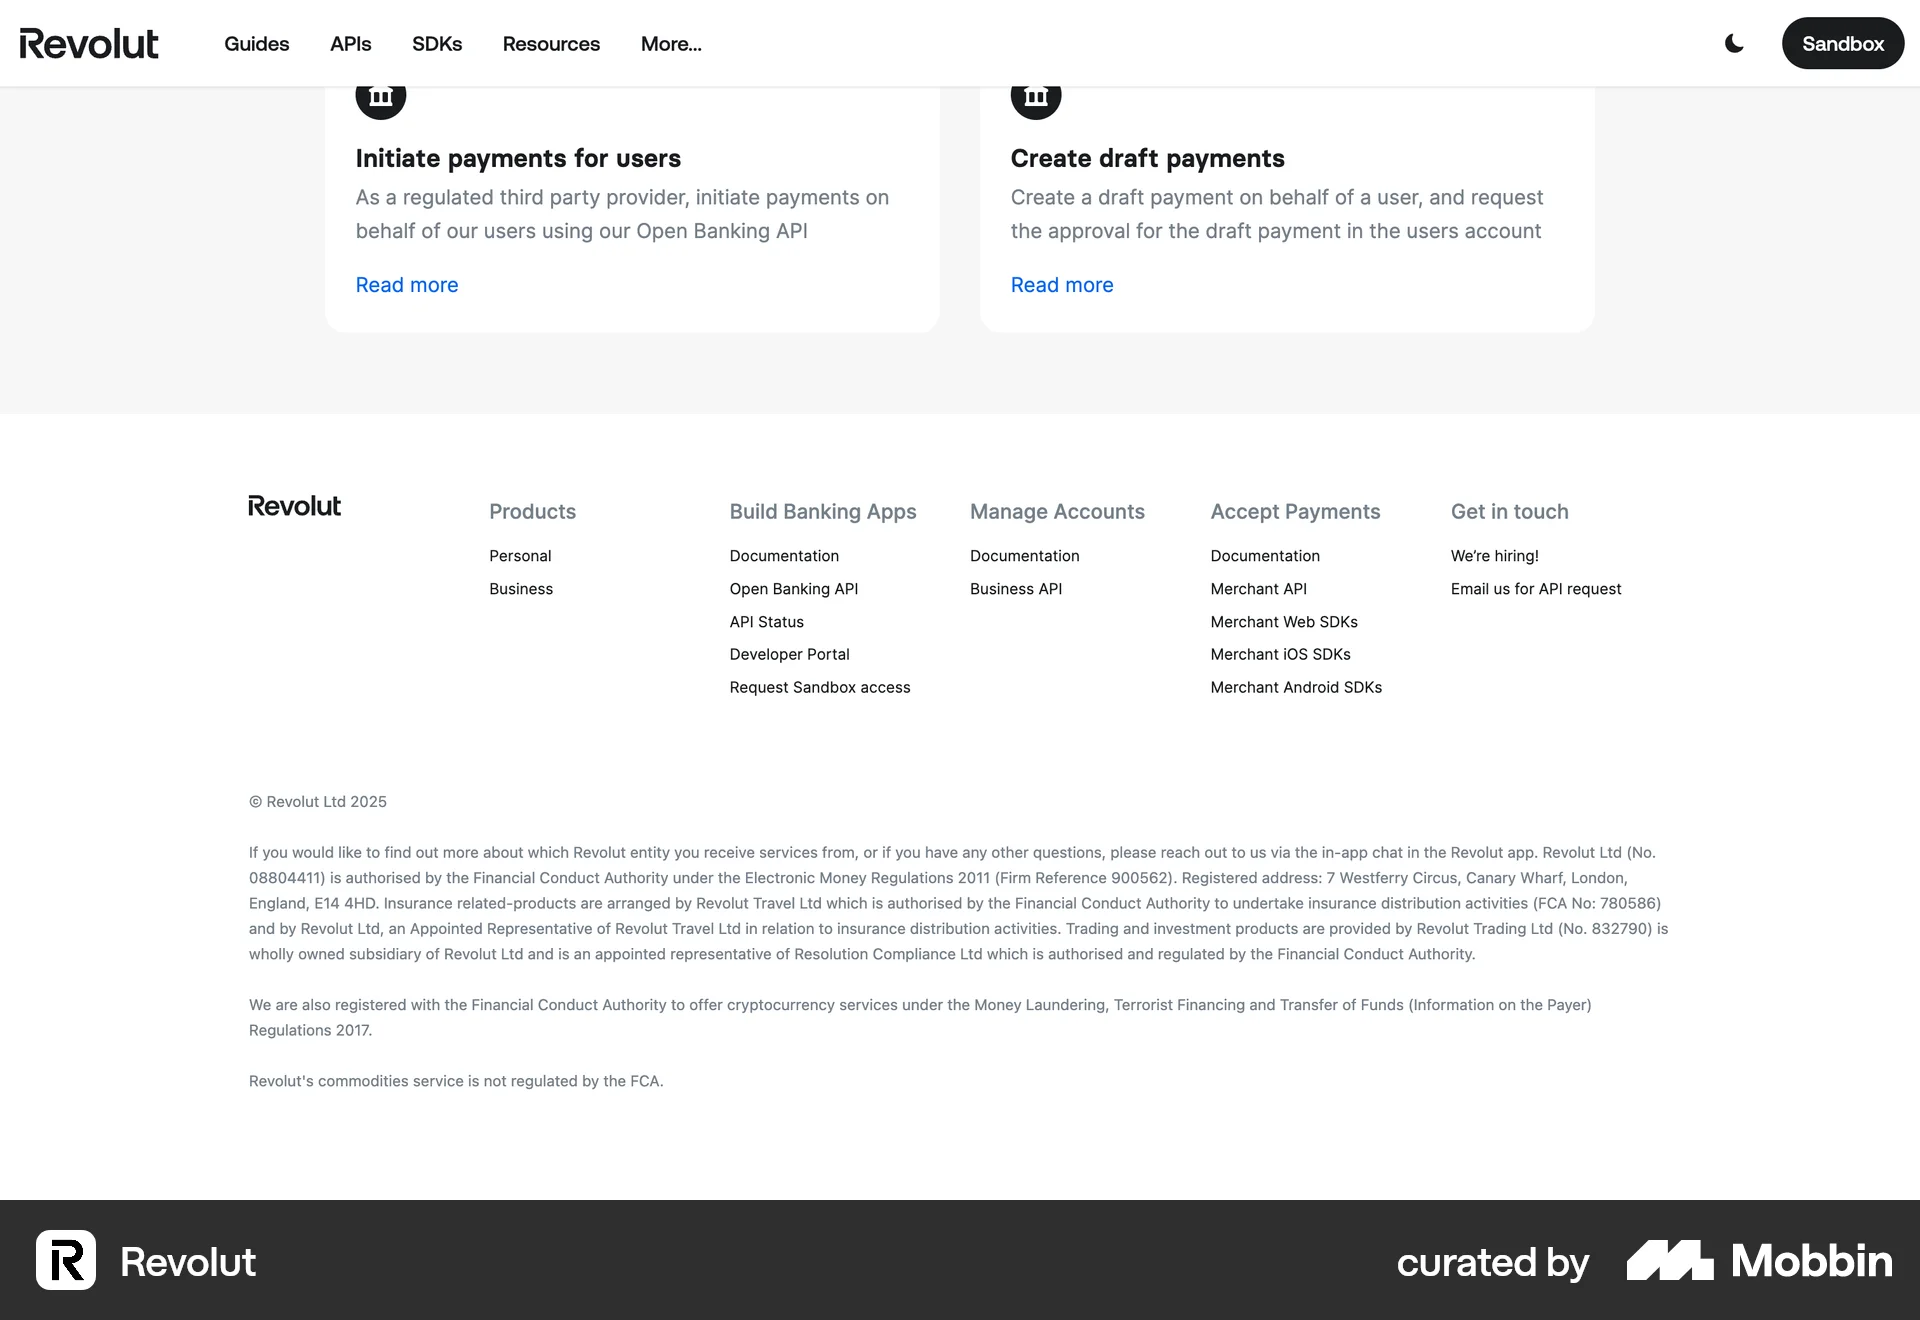 Revolut
Guides
APIs
SDKs
Resources
More...
Sandbox
Initiate payments for users
As a regulated third party provider, initiate payments on
behalf of our users using our Open Banking API
Read more
Create draft payments
Create a draft payment on behalf of a user, and request
the approval for the draft payment in the users account
Read more
Revolut
Products
Personal
Business
Build Banking Apps
Documentation
Open Banking API
API Status
Developer Portal
Request Sandbox access
Manage Accounts
Documentation
Business API
Accept Payments
Documentation
Merchant API
Merchant Web SDKs
Merchant iOS SDKs
Merchant Android SDKs
Get in touch
We’re hiring!
Email us for API request
© Revolut Ltd 2025
If you would like to find out more about which Revolut entity you receive services from, or if you have any other questions, please reach out to us via the in-app chat in the Revolut app. Revolut Ltd (No.
08804411) is authorised by the Financial Conduct Authority under the Electronic Money Regulations 2011 (Firm Reference 900562). Registered address: 7 Westferry Circus, Canary Wharf, London,
England, E14 4HD. Insurance related-products are arranged by Revolut Travel Ltd which is authorised by the Financial Conduct Authority to undertake insurance distribution activities (FCA No: 780586)
and by Revolut Ltd, an Appointed Representative of Revolut Travel Ltd in relation to insurance distribution activities. Trading and investment products are provided by Revolut Trading Ltd (No. 832790) is
wholly owned subsidiary of Revolut Ltd and is an appointed representative of Resolution Compliance Ltd which is authorised and regulated by the Financial Conduct Authority.
We are also registered with the Financial Conduct Authority to offer cryptocurrency services under the Money Laundering, Terrorist Financing and Transfer of Funds (Information on the Payer)
Regulations 2017.
Revolut's commodities service is not regulated by the FCA.
R Revolut
curated by Mobbin